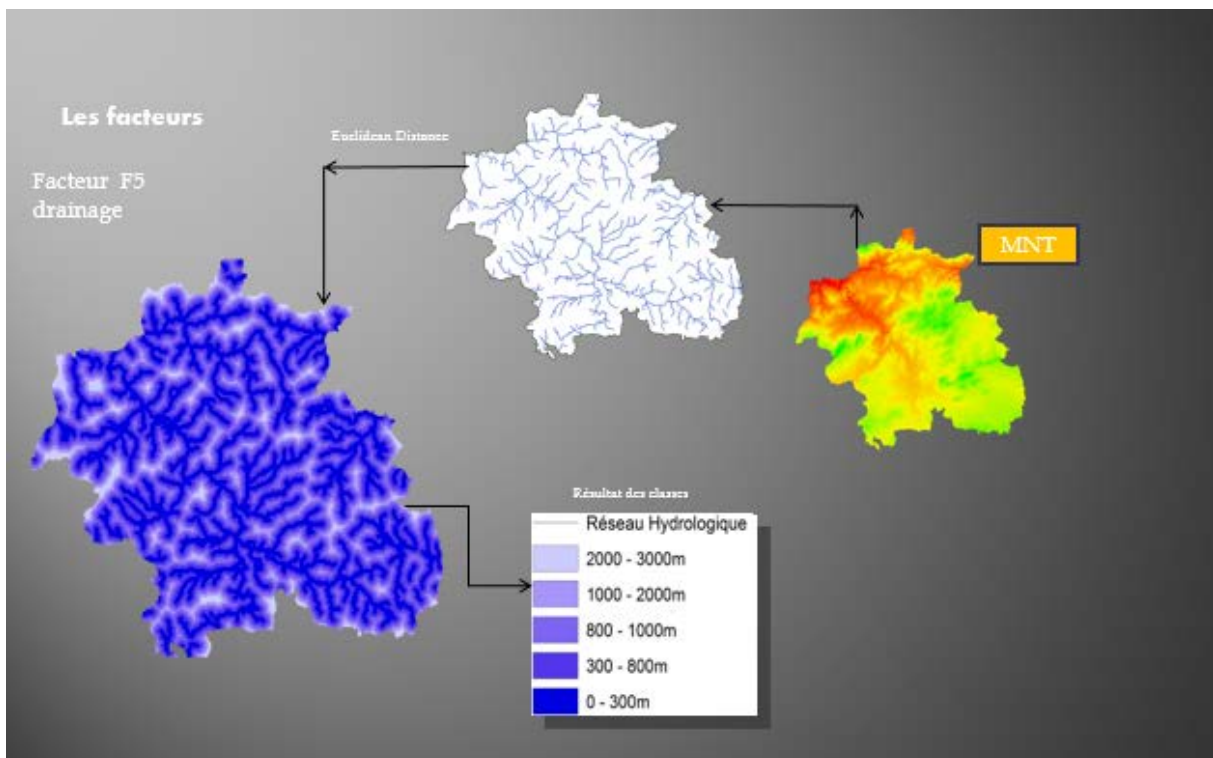 Les facteurs
Facteur F5
drainage
Euclidean Distance
MNT
Résultat des classes
Réseau Hydrologique
2000 - 3000m
1000 - 2000m
800 - 1000m
300 - 800m
0 - 300m